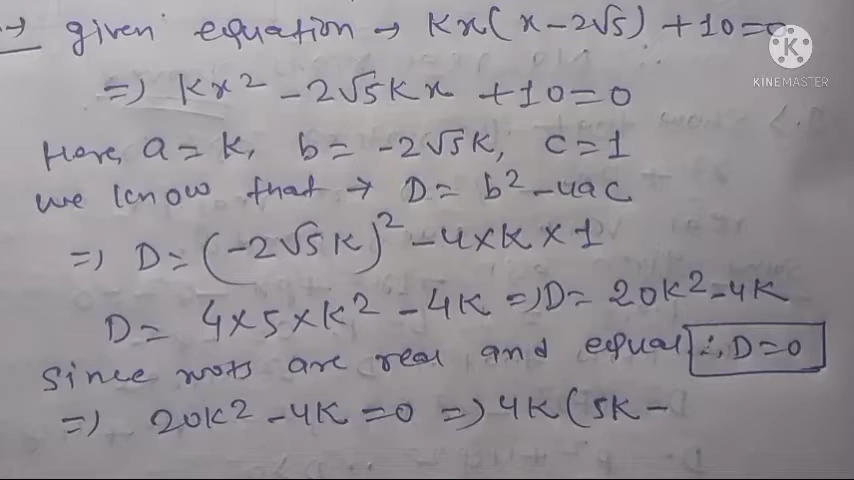 → given equation → Kx(x-2√5) +10=0
KINEMASTER
=) Kx² - 2√5Kx +10=0
Here, a = K, b = -2√5K, c = 1
we know that → D = b² - 4ac
=) D = (-2√5K)² - 4×K×1
D = 4×5×K² - 4K =) D = 20K² - 4K
Since roots are real and equal ∴ D = 0
=) 20K² - 4K = 0 =) 4K(5K -